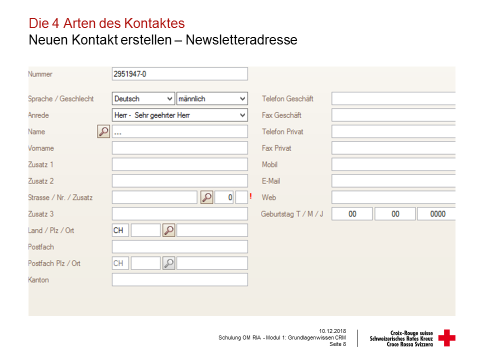 Die 4 Arten des Kontaktes
Neuen Kontakt erstellen – Newsletteradresse
Nummer 2951947-0
Sprache / Geschlecht Deutsch männlich Telefon Geschäft
Anrede Herr - Sehr geehrter Herr Fax Geschäft
Name ... Telefon Privat
Vorname Fax Privat
Zusatz 1 Mobil
Zusatz 2 E-Mail
Strasse / Nr. / Zusatz 0 ! Web
Zusatz 3 Geburtstag T / M / J 00 00 0000
Land / Plz / Ort CH
Postfach
Postfach Plz / Ort CH
Kanton
10.12.2018
Schulung OM RIA – Modul 1: Grundlagenwissen CRM
Seite 8
Croix-Rouge suisse
Schweizerisches Rotes Kreuz
Croce Rossa Svizzera